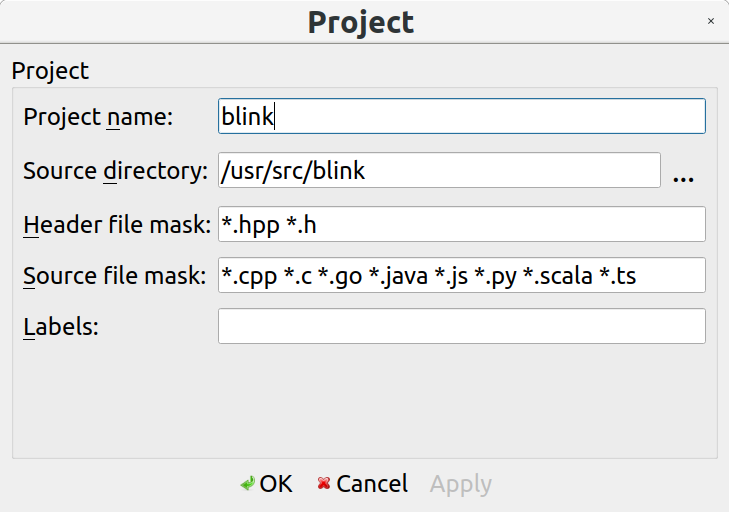 Project
Project
Project name: blink
Source directory: /usr/src/blink ...
Header file mask: *.hpp *.h
Source file mask: *.cpp *.c *.go *.java *.js *.py *.scala *.ts
Labels:
OK Cancel Apply